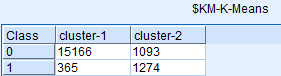 $KM-K-Means
Class cluster-1 cluster-2
0 15166 1093
1 365 1274